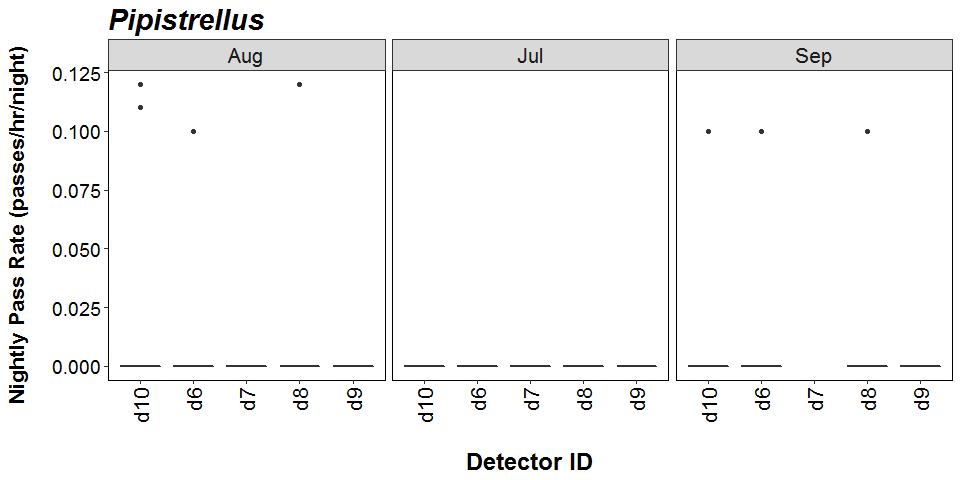 Pipistrellus
Aug Jul Sep
Nightly Pass Rate (passes/hr/night)
0.125
0.100
0.075
0.050
0.025
0.000
d10 d6 d7 d8 d9 d10 d6 d7 d8 d9 d10 d6 d7 d8 d9
Detector ID